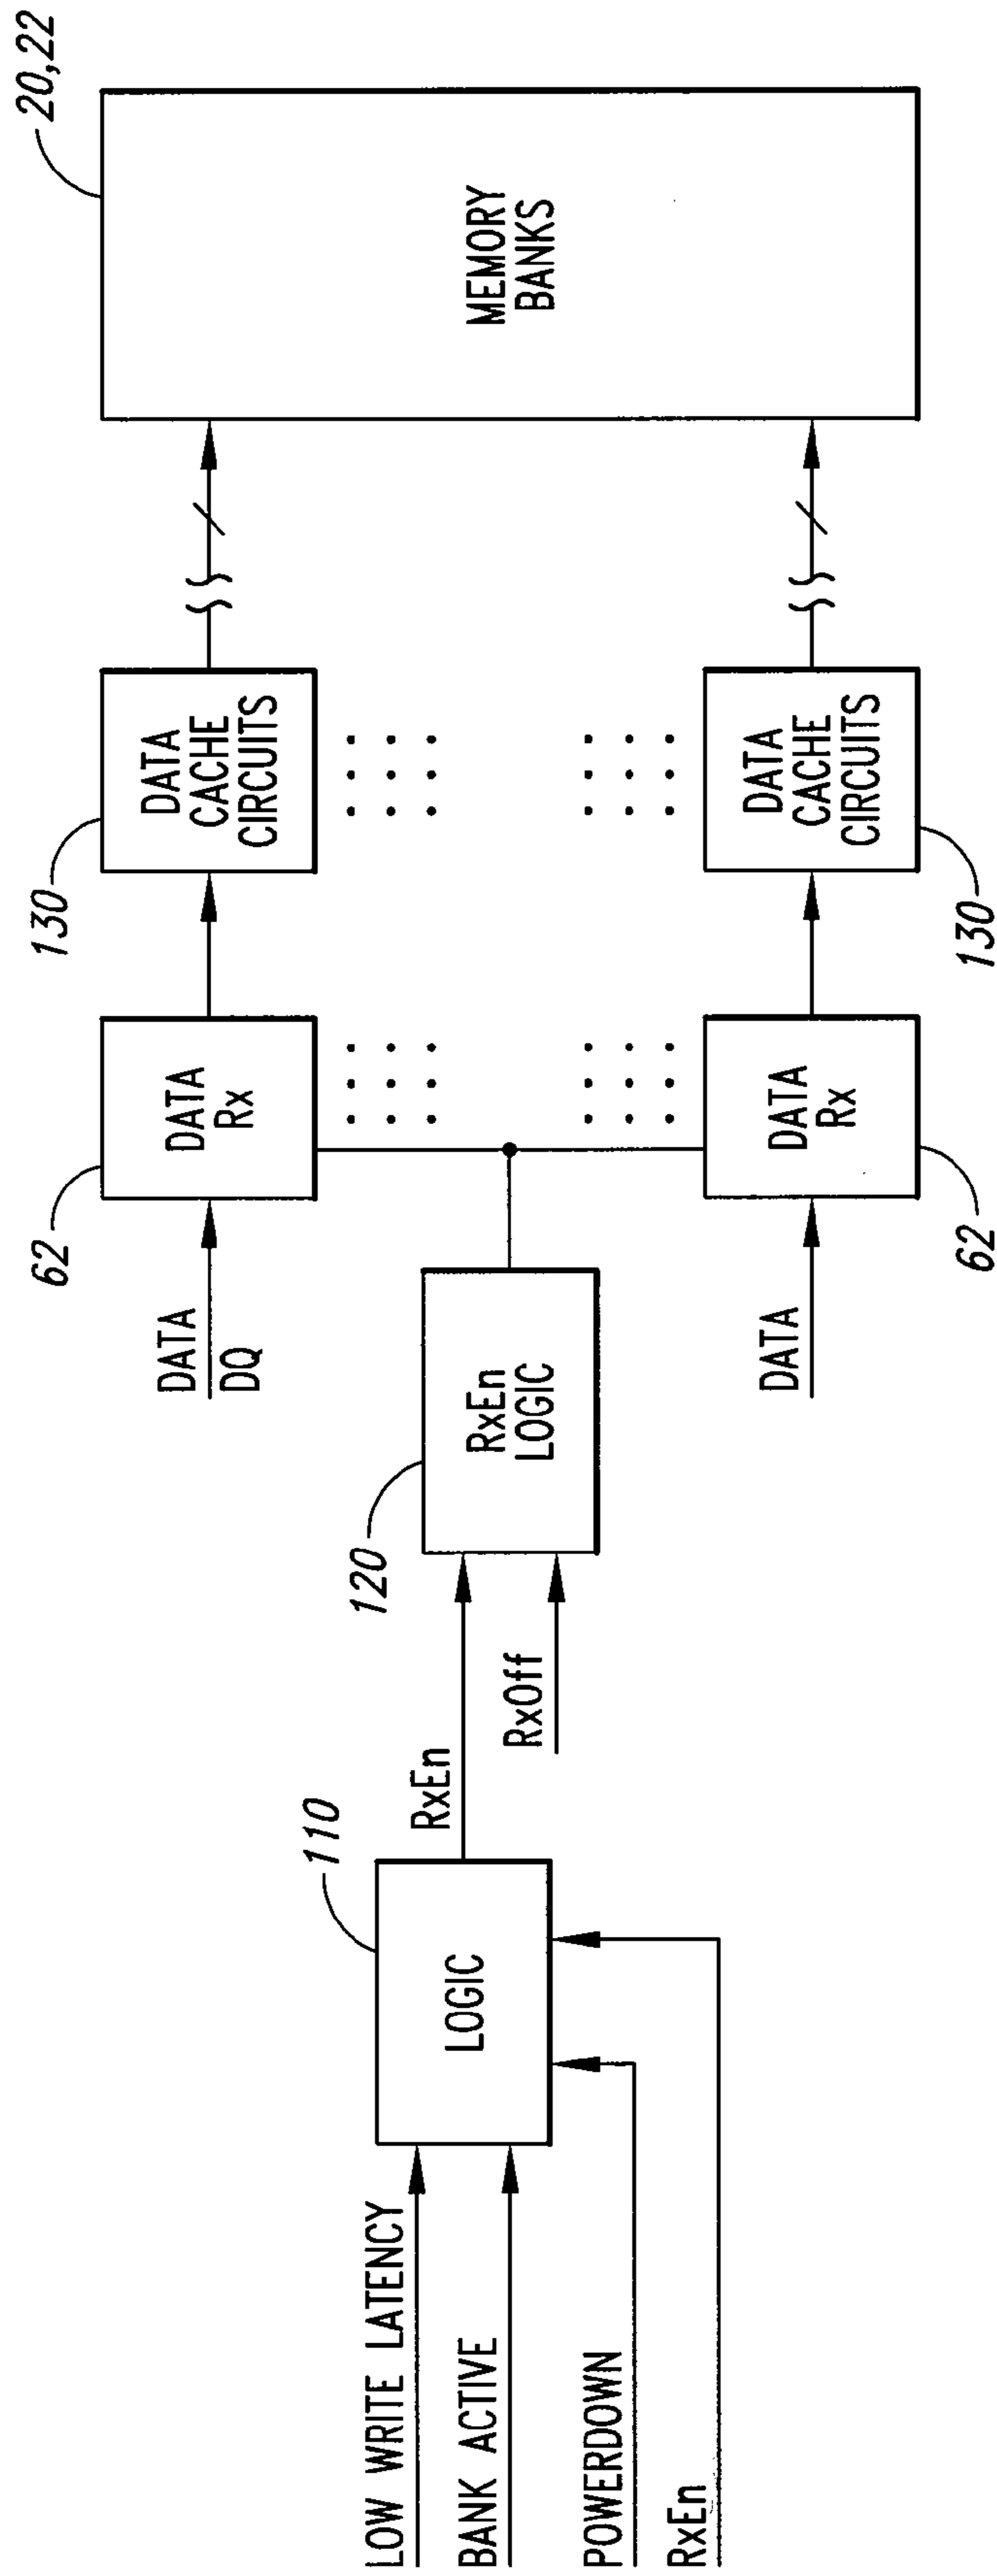 LOW WRITE LATENCY
BANK ACTIVE
POWERDOWN
RxEn
110
LOGIC
RxEn
RxOff
120
RxEn
LOGIC
DATA
DQ
62
DATA
Rx
130
DATA
CACHE
CIRCUITS
DATA
62
DATA
Rx
130
DATA
CACHE
CIRCUITS
20,22
MEMORY
BANKS